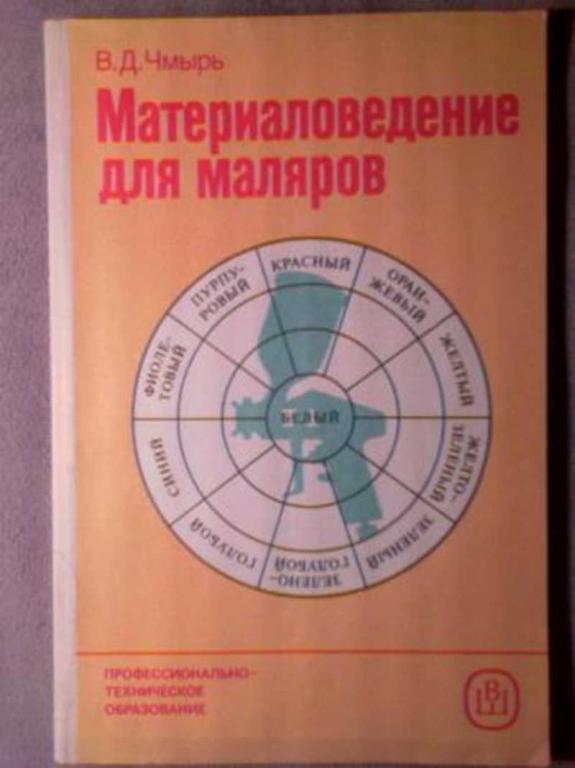 В.Д.Чмырь
Материаловедение
для маляров
КРАСНЫЙ
ОРАН-
ЖЕВЫЙ
ЖЕЛТЫЙ
ЖЕЛТО-
ЗЕЛЕНЫЙ
ЗЕЛЕНЫЙ
ЗЕЛЕНО-
ГОЛУБОЙ
ГОЛУБОЙ
СИНИЙ
ФИОЛЕ-
ТОВЫЙ
ПУРПУ-
РОВЫЙ
БЕЛЫЙ
ПРОФЕССИОНАЛЬНО-
ТЕХНИЧЕСКОЕ
ОБРАЗОВАНИЕ
ВШ